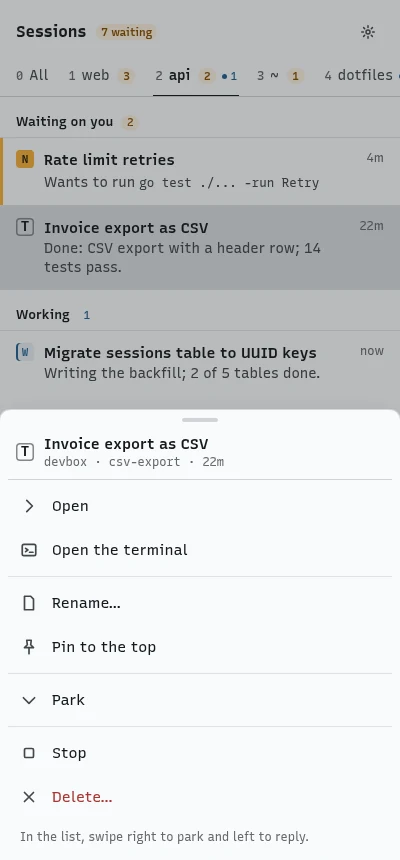 Sessions 7 waiting
0 All 1 web 3 2 api 2 1 3 ~ 1 4 dotfiles
Waiting on you 2
N Rate limit retries 4m
Wants to run go test ./... -run Retry
T Invoice export as CSV 22m
Done: CSV export with a header row; 14
tests pass.
Working 1
W Migrate sessions table to UUID keys now
Writing the backfill; 2 of 5 tables done.
T Invoice export as CSV
devbox · csv-export · 22m
Open
Open the terminal
Rename...
Pin to the top
Park
Stop
Delete...
In the list, swipe right to park and left to reply.